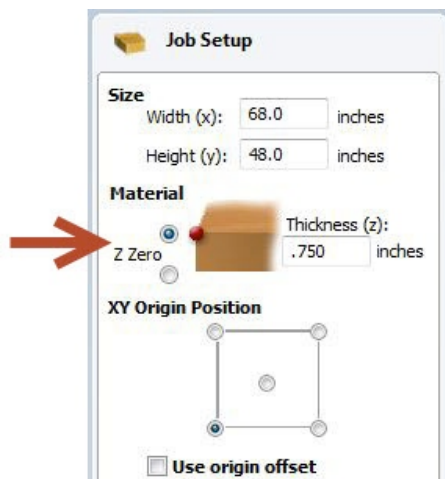 Job Setup
Size
Width (x): 68.0 inches
Height (y): 48.0 inches
Material
Thickness (z):
Z Zero .750 inches
XY Origin Position
Use origin offset